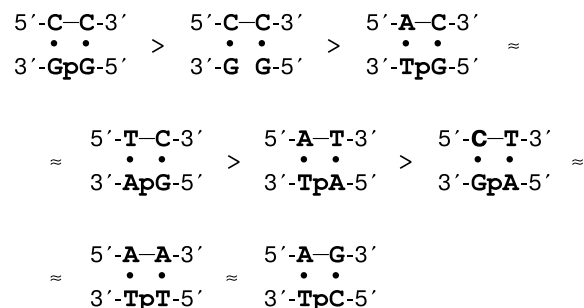 5′-C—C-3′ 5′-C—C-3′ 5′-A—C-3′
• • > • • > • • ≈
3′-GpG-5′ 3′-G G-5′ 3′-TpG-5′
5′-T—C-3′ 5′-A—T-3′ 5′-C—T-3′
≈ • • > • • > • • ≈
3′-ApG-5′ 3′-TpA-5′ 3′-GpA-5′
5′-A—A-3′ 5′-A—G-3′
≈ • • ≈ • •
3′-TpT-5′ 3′-TpC-5′